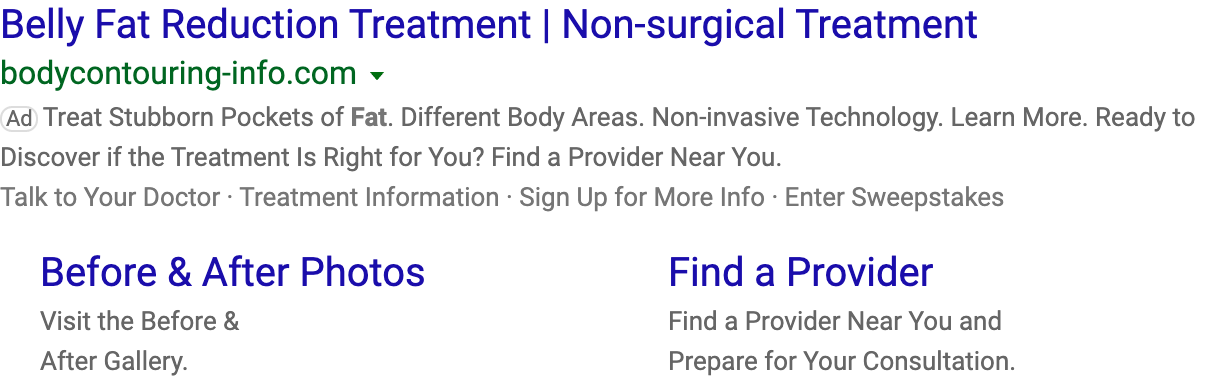 Belly Fat Reduction Treatment | Non-surgical Treatment
bodycontouring-info.com
Ad Treat Stubborn Pockets of Fat. Different Body Areas. Non-invasive Technology. Learn More. Ready to
Discover if the Treatment Is Right for You? Find a Provider Near You.
Talk to Your Doctor · Treatment Information · Sign Up for More Info · Enter Sweepstakes
Before & After Photos
Visit the Before &
After Gallery.
Find a Provider
Find a Provider Near You and
Prepare for Your Consultation.